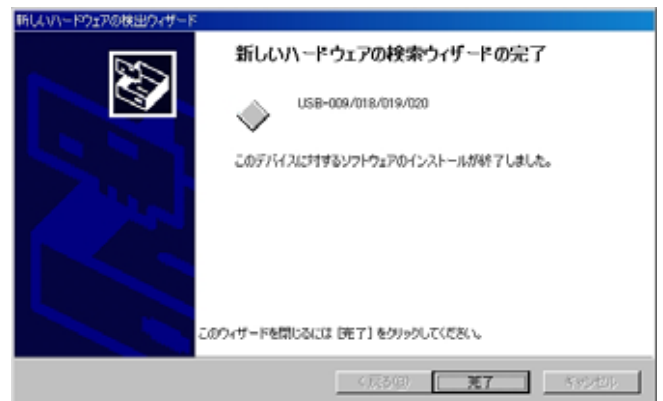 新しいハードウェアの検出ウィザード
新しいハードウェアの検索ウィザードの完了
USB-009/018/019/020
このデバイスに対するソフトウェアのインストールが終了しました。
このウィザードを閉じるには [完了] をクリックしてください。
< 戻る(B)
完了
キャンセル